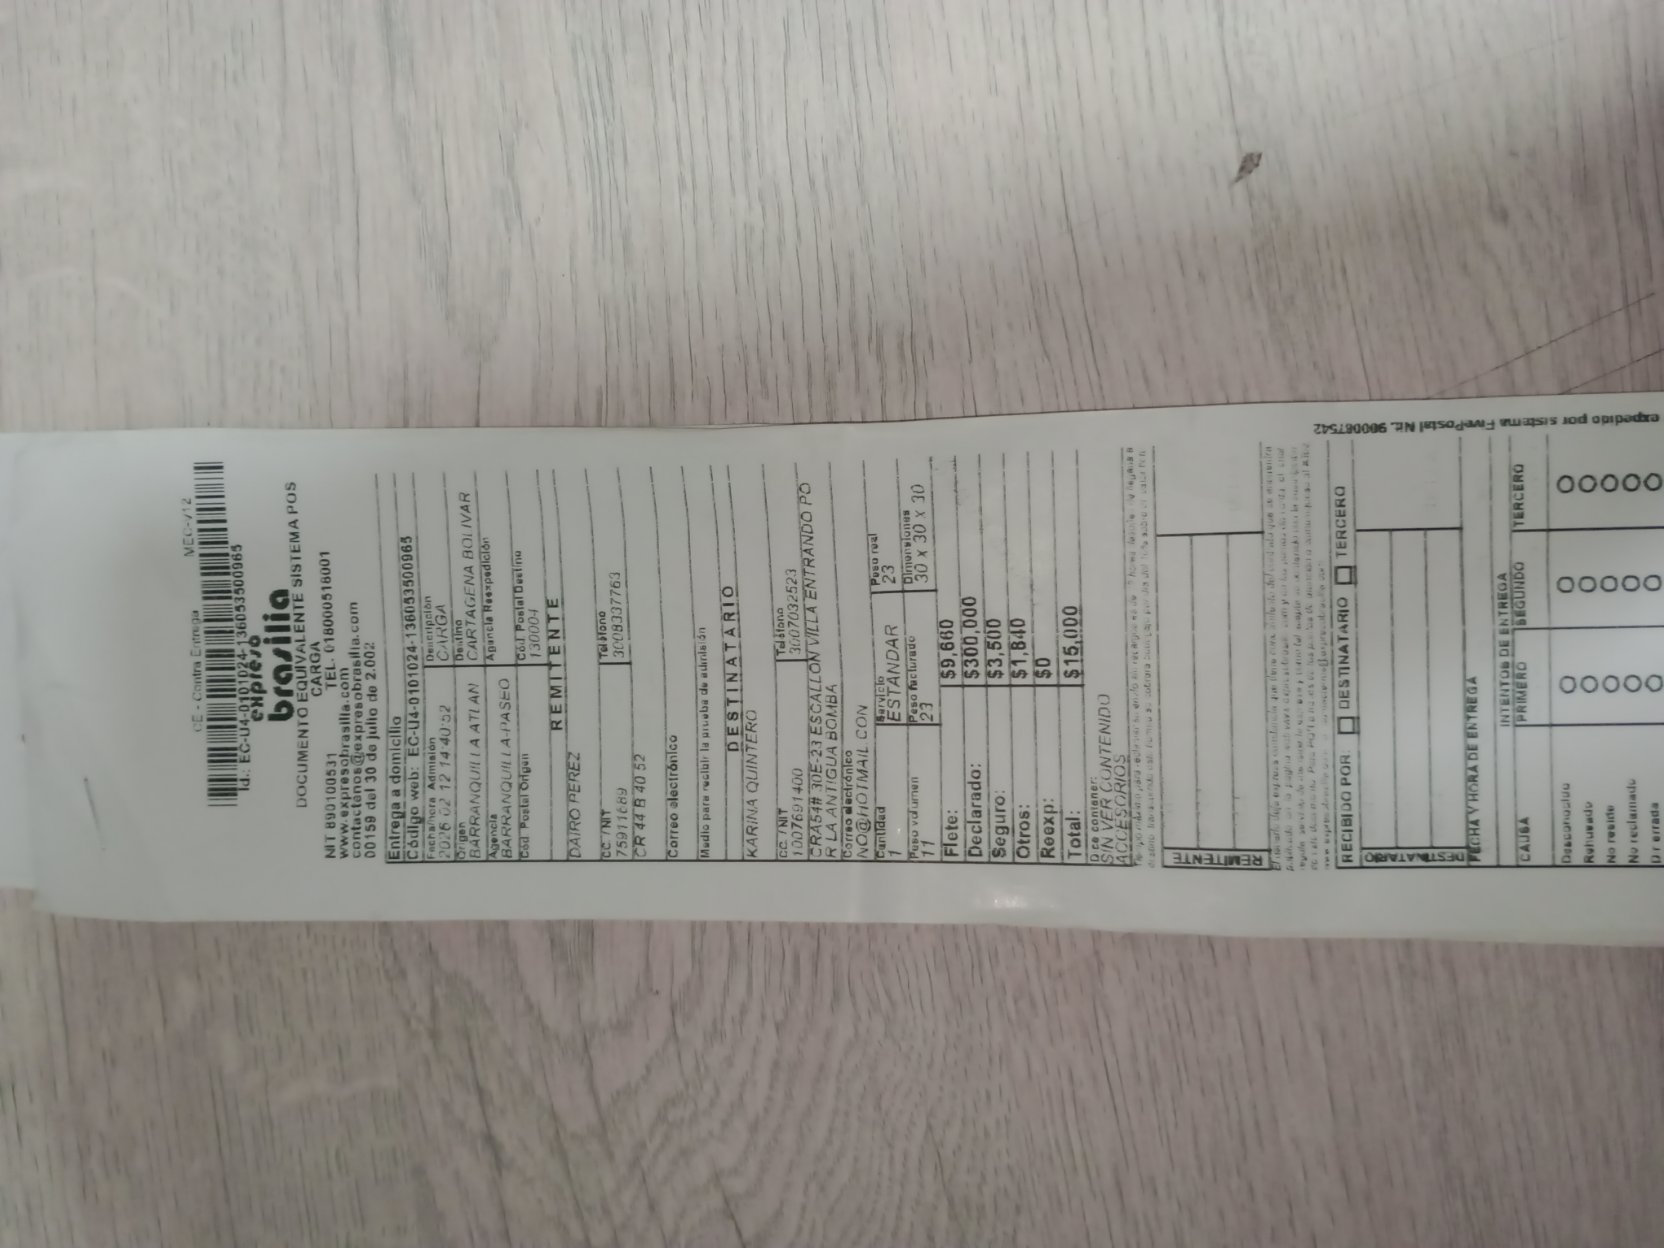 CE - Contra Entrega MEC-V12
Id.: EC-U4-0101024-136053500965
expreso
brasilia
DOCUMENTO EQUIVALENTE SISTEMA POS
CARGA
NIT 890100531 TEL. 018000516001
www.expresobrasilia.com
contactenos@expresobrasilia.com
00159 del 30 de julio de 2.002
Entrega a domicilio
Código web: EC-U4-0101024-136053500965
Fecha/hora Admisión Descripción
2026 02 12 14:40:52 CARGA
Origen Destino
BARRANQUILLA ATLAN CARTAGENA BOLIVAR
Agencia Agencia Reexpedición
BARRANQUILLA-PASEO
Cód. Postal Origen Cód. Postal Destino
130004
REMITENTE
DAIRO PEREZ
CC / NIT Teléfono
75911689 3008337763
CR 44 B 40 52
Correo electrónico
Medio para recibir la prueba de admisión
DESTINATARIO
KARINA QUINTERO
CC / NIT Teléfono
1007691400 3007032523
CRA54# 30E-23 ESCALLON VILLA ENTRANDO PO
R LA ANTIGUA BOMBA
Correo electrónico
NO@HOTMAIL CON
Cantidad Servicio Peso real
1 ESTANDAR 23
Peso volumen Peso facturado Dimensiones
11 23 30 x 30 x 30
Flete: $9,660
Declarado: $300,000
Seguro: $3,500
Otros: $1,840
Reexp: $0
Total: $15,000
Dice contener:
SIN VER CONTENIDO
ACCESORIOS
REMITENTE
RECIBIDO POR: DESTINATARIO TERCERO
DESTINATARIO
FECHA Y HORA DE ENTREGA
INTENTOS DE ENTREGA
CAUSA PRIMERO SEGUNDO TERCERO
Desconocido
Rehusado
No reside
No reclamado
Dir errada
expedido por sistema FivePostal Nit. 900087542